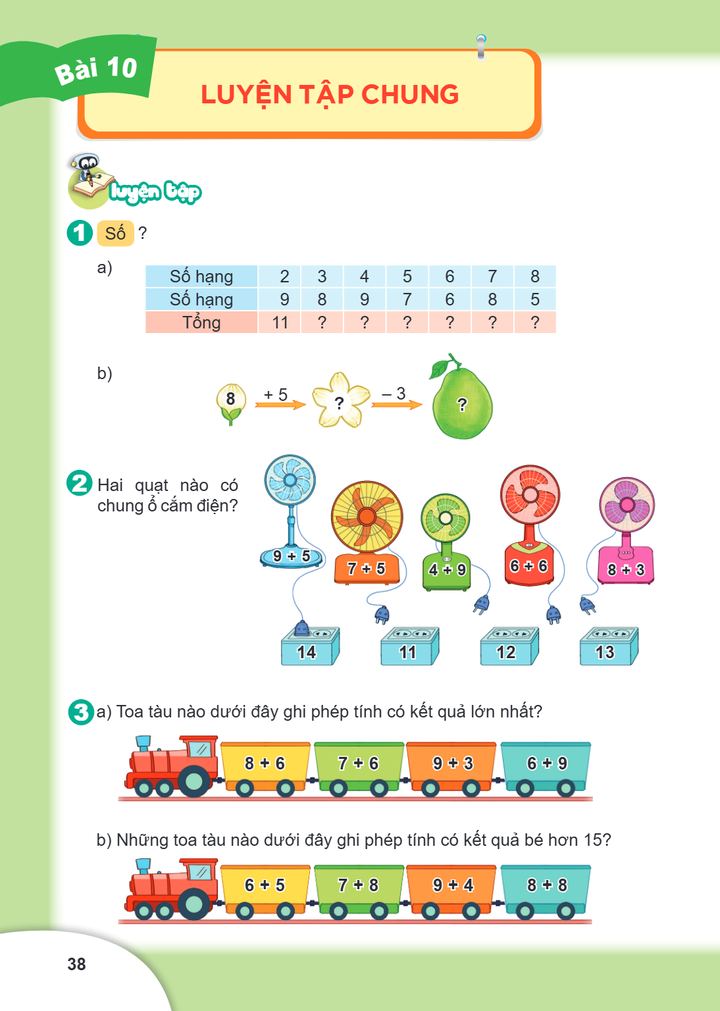 Bài 10
LUYỆN TẬP CHUNG
luyện tập
1 Số ?
a)
Số hạng 2 3 4 5 6 7 8
Số hạng 9 8 9 7 6 8 5
Tổng 11 ? ? ? ? ? ?
b)
8 + 5 ? – 3 ?
2 Hai quạt nào có
chung ổ cắm điện?
9 + 5 7 + 5 4 + 9 6 + 6 8 + 3
14 11 12 13
3 a) Toa tàu nào dưới đây ghi phép tính có kết quả lớn nhất?
8 + 6 7 + 6 9 + 3 6 + 9
b) Những toa tàu nào dưới đây ghi phép tính có kết quả bé hơn 15?
6 + 5 7 + 8 9 + 4 8 + 8
38